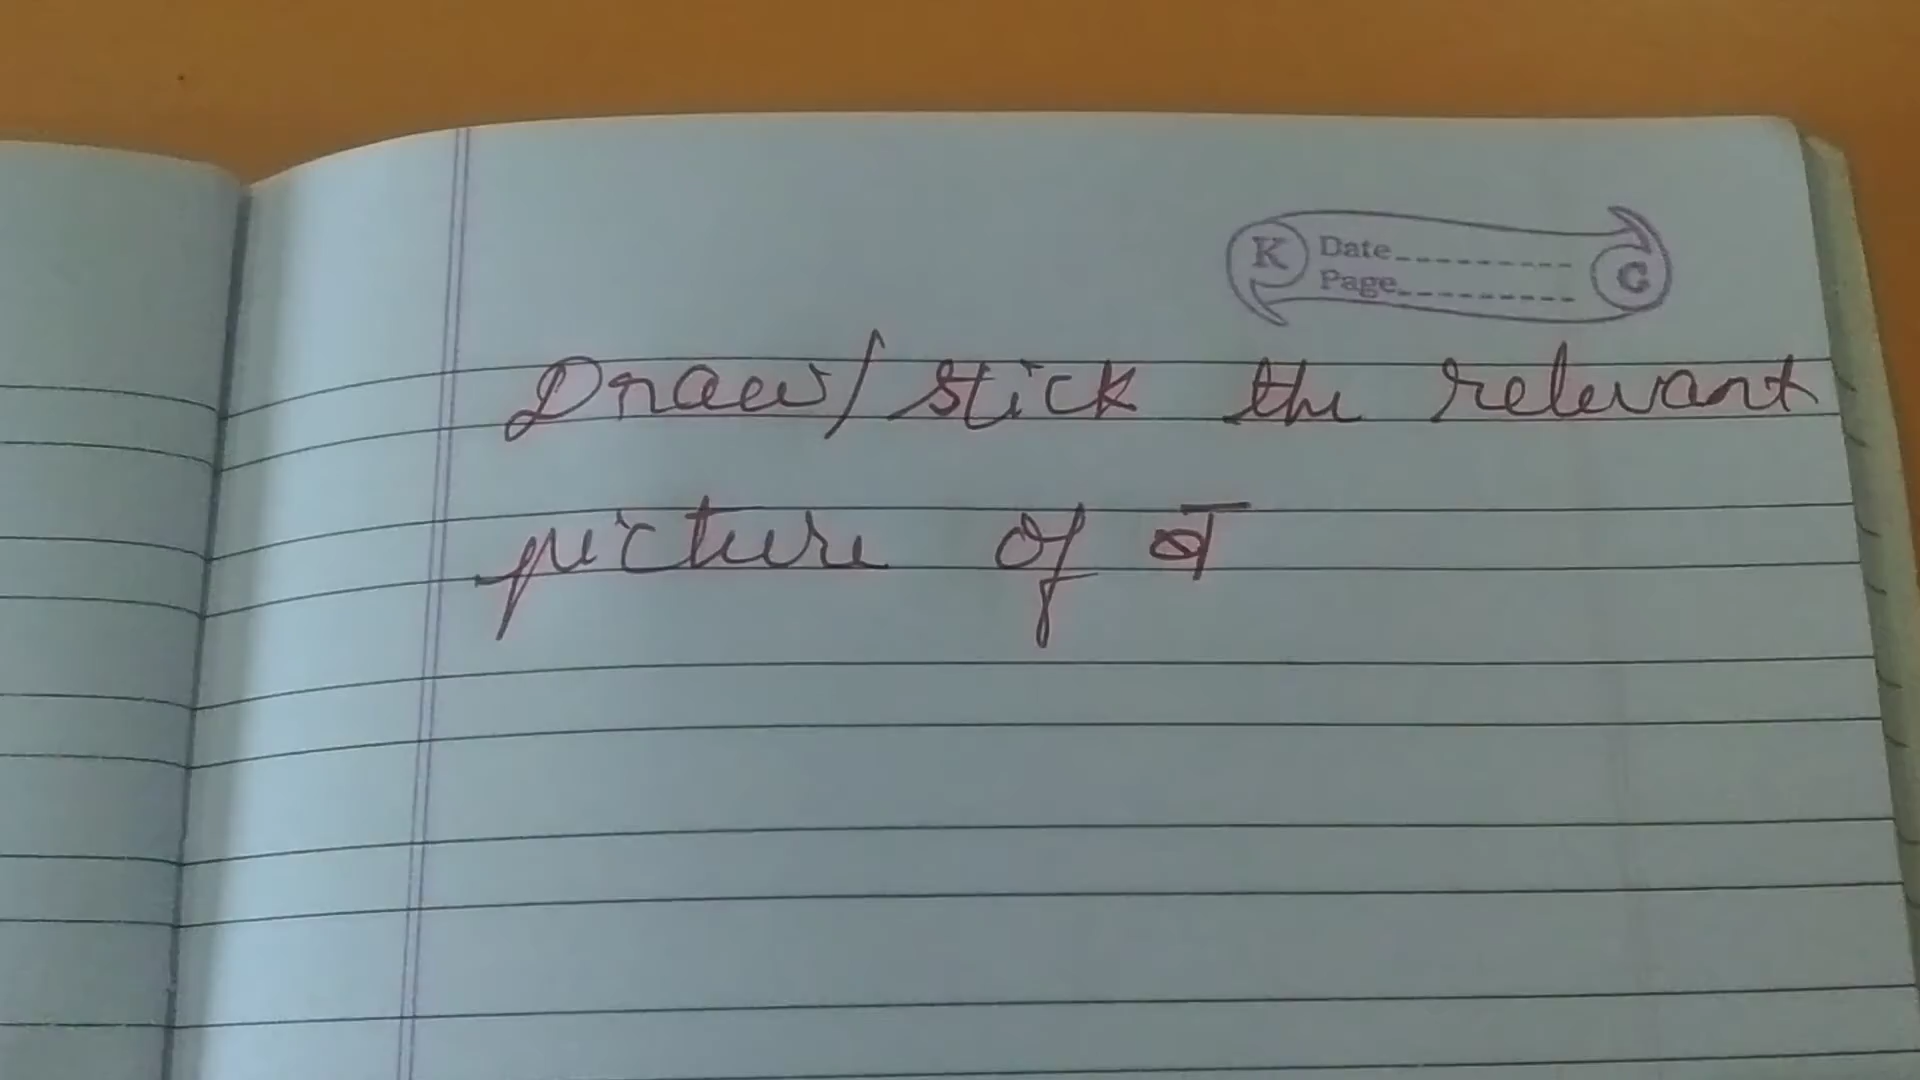 K Date
Page G
Draw/stick the relevant
picture of ब